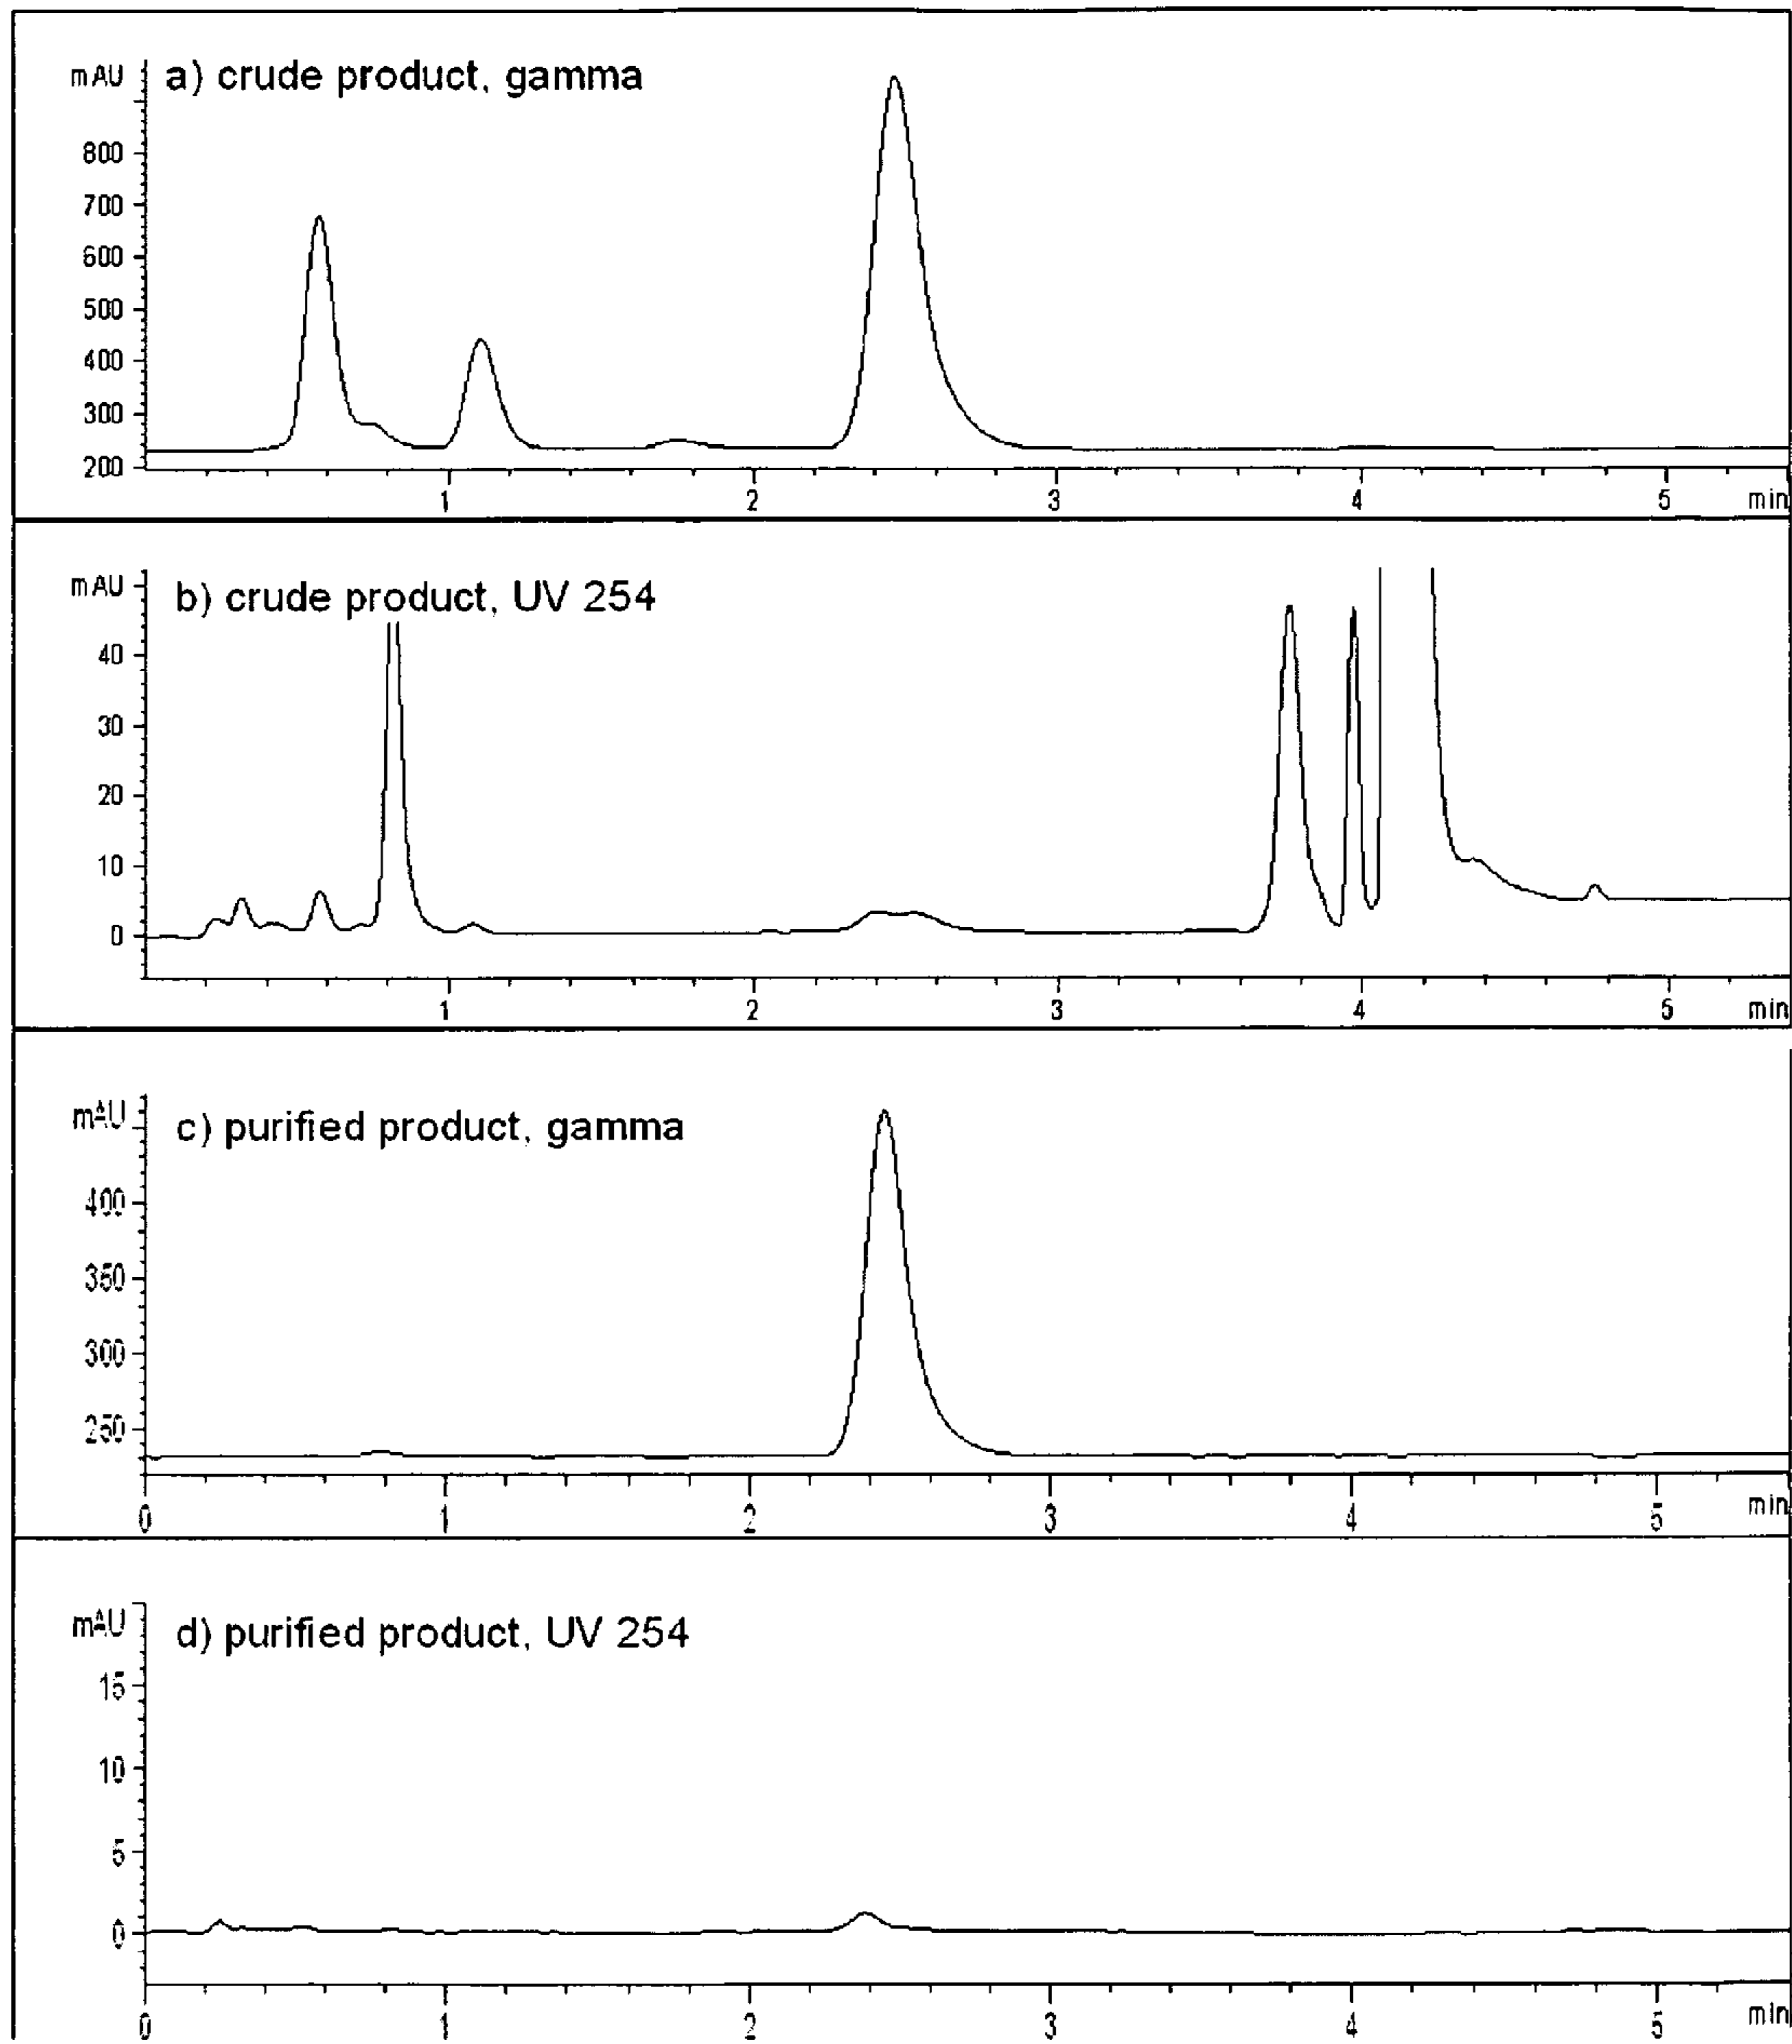 mAU a) crude product, gamma
800
700
600
500
400
300
200
1 2 3 4 5 min
mAU b) crude product, UV 254
40
30
20
10
0
1 2 3 4 5 min
mAU c) purified product, gamma
400
350
300
250
0 1 2 3 4 5 min
mAU d) purified product, UV 254
15
10
5
0
0 1 2 3 4 5 min